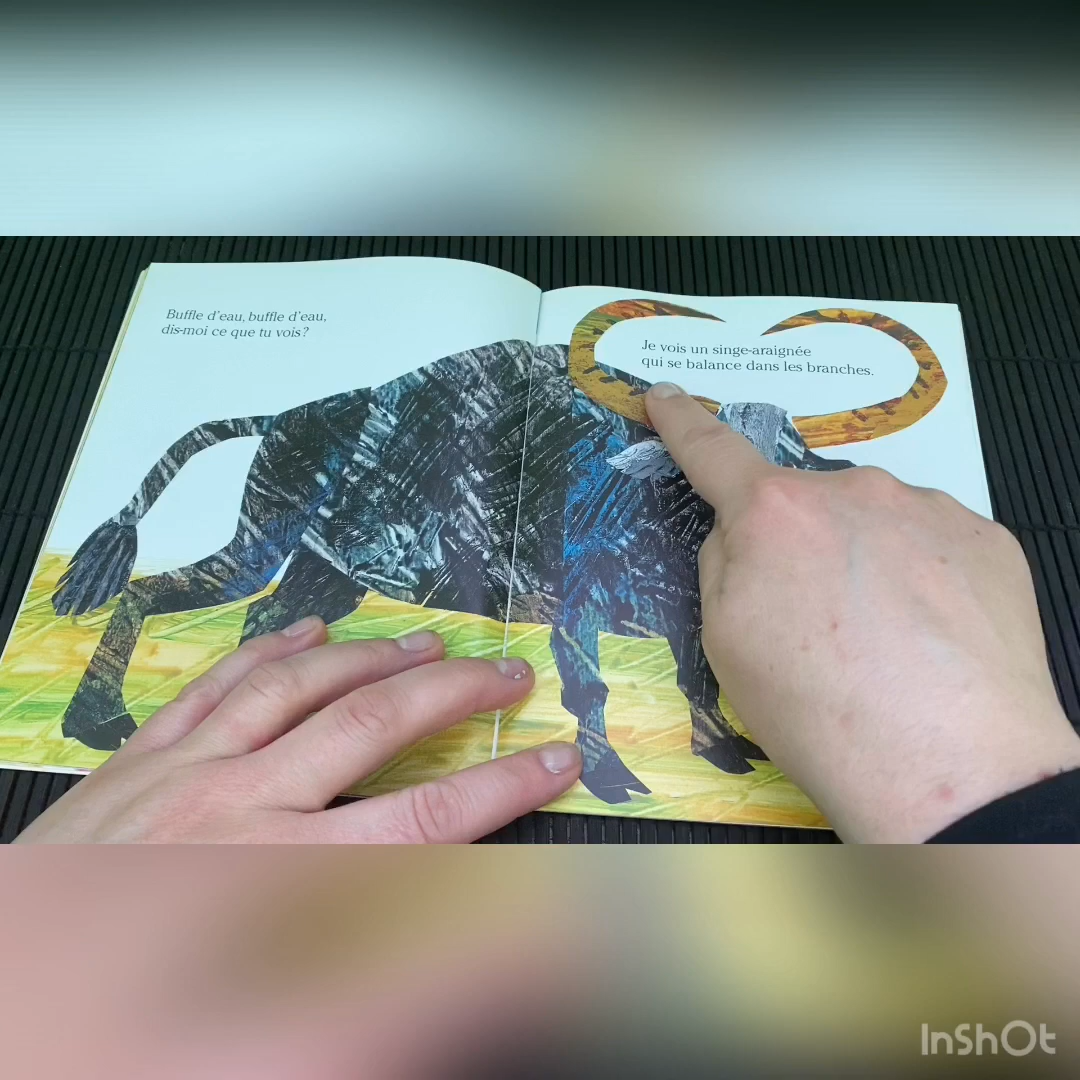 Buffle d'eau, buffle d'eau,
dis-moi ce que tu vois ?
Je vois un singe-araignée
qui se balance dans les branches.
InShOt